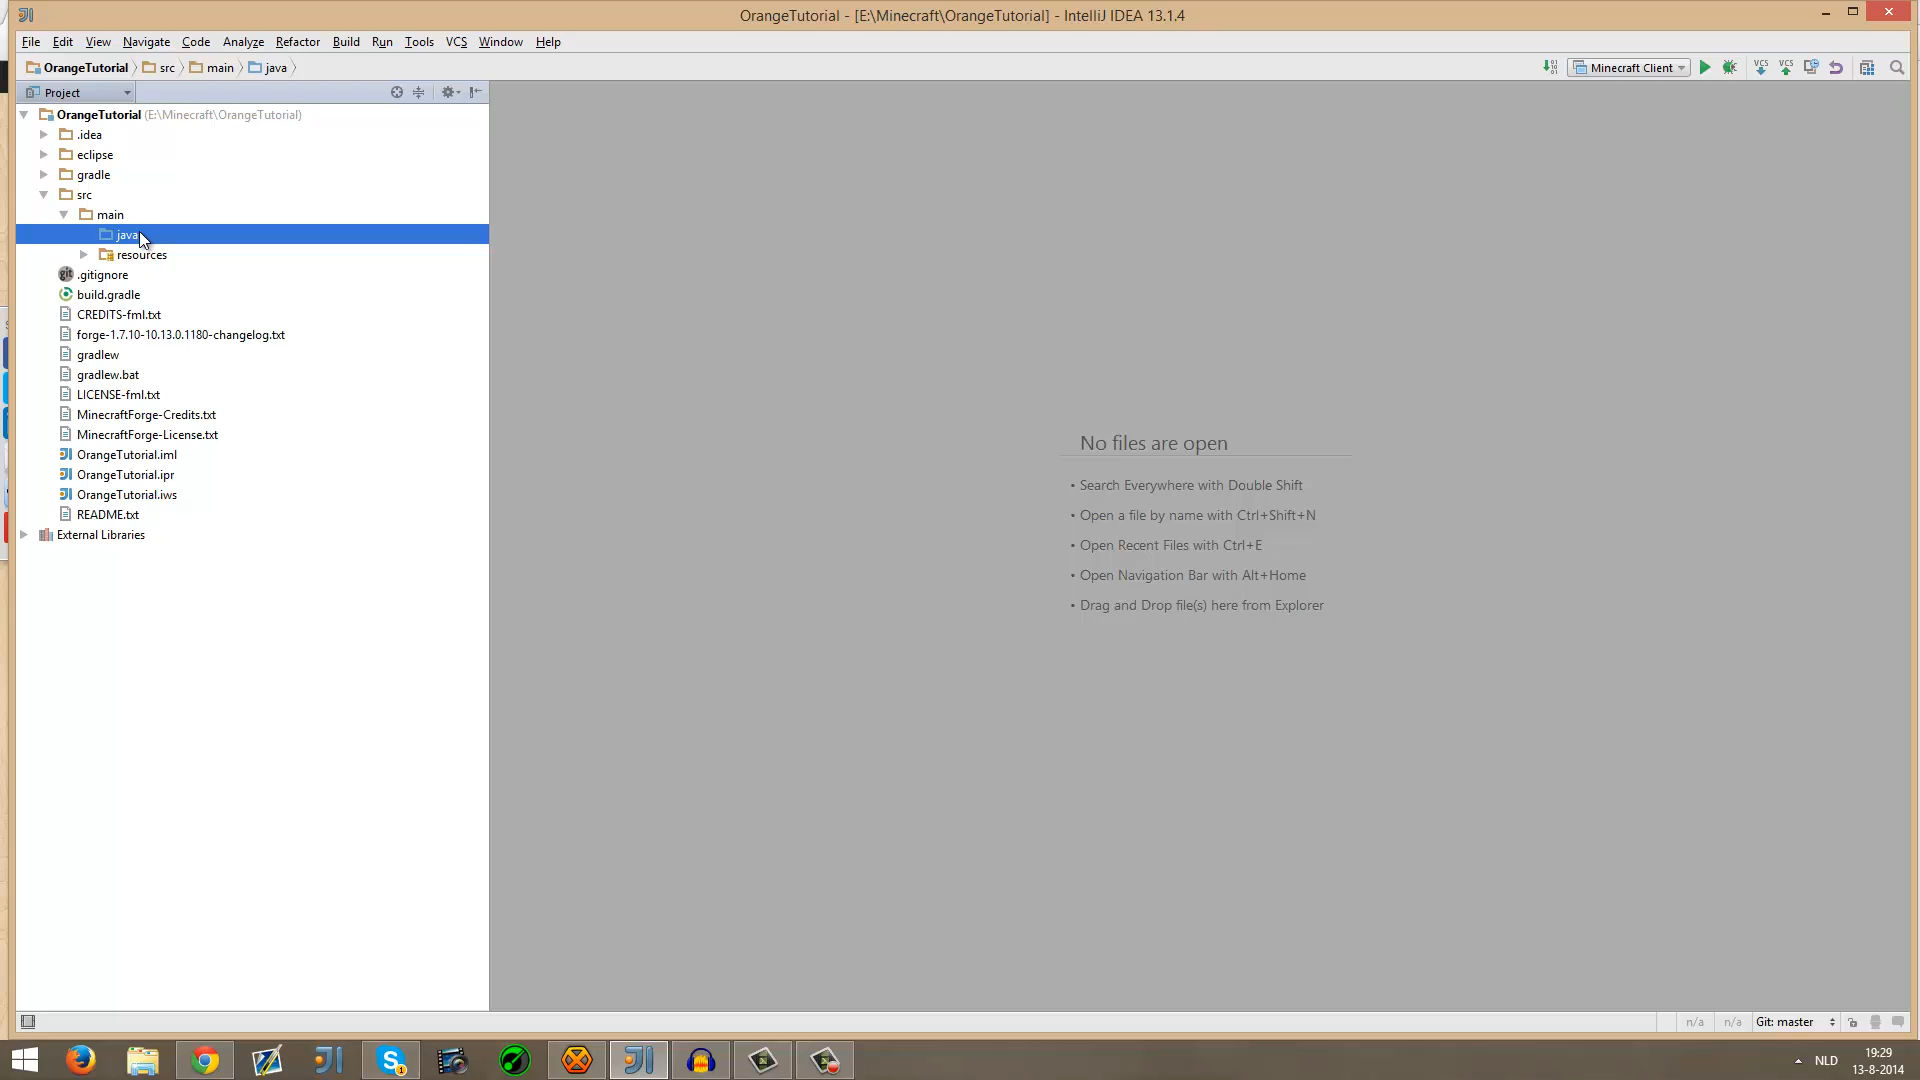 OrangeTutorial - [E:\Minecraft\OrangeTutorial] - IntelliJ IDEA 13.1.4
File Edit View Navigate Code Analyze Refactor Build Run Tools VCS Window Help
OrangeTutorial src main java
Minecraft Client
VCS VCS
Project
OrangeTutorial (E:\Minecraft\OrangeTutorial)
.idea
eclipse
gradle
src
main
java
resources
.gitignore
build.gradle
CREDITS-fml.txt
forge-1.7.10-10.13.0.1180-changelog.txt
gradlew
gradlew.bat
LICENSE-fml.txt
MinecraftForge-Credits.txt
MinecraftForge-License.txt
OrangeTutorial.iml
OrangeTutorial.ipr
OrangeTutorial.iws
README.txt
External Libraries
No files are open
• Search Everywhere with Double Shift
• Open a file by name with Ctrl+Shift+N
• Open Recent Files with Ctrl+E
• Open Navigation Bar with Alt+Home
• Drag and Drop file(s) here from Explorer
n/a n/a Git: master
NLD
19:29
13-8-2014